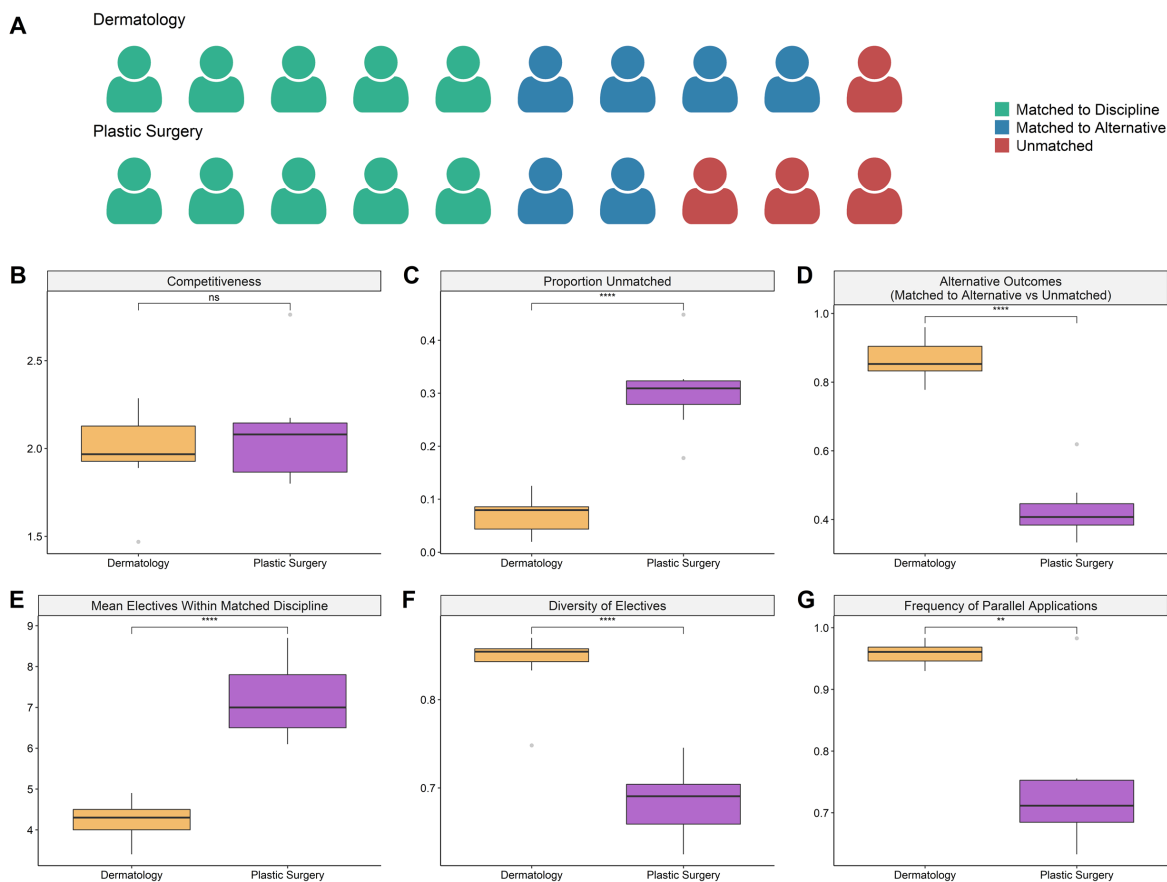 A
Dermatology
Plastic Surgery
Matched to Discipline
Matched to Alternative
Unmatched
B
Competitiveness
ns
2.5
2.0
1.5
Dermatology
Plastic Surgery
C
Proportion Unmatched
****
0.4
0.3
0.2
0.1
0.0
Dermatology
Plastic Surgery
D
Alternative Outcomes
(Matched to Alternative vs Unmatched)
****
1.0
0.8
0.6
0.4
Dermatology
Plastic Surgery
E
Mean Electives Within Matched Discipline
****
9
8
7
6
5
4
Dermatology
Plastic Surgery
F
Diversity of Electives
****
0.8
0.7
Dermatology
Plastic Surgery
G
Frequency of Parallel Applications
**
1.0
0.9
0.8
0.7
Dermatology
Plastic Surgery